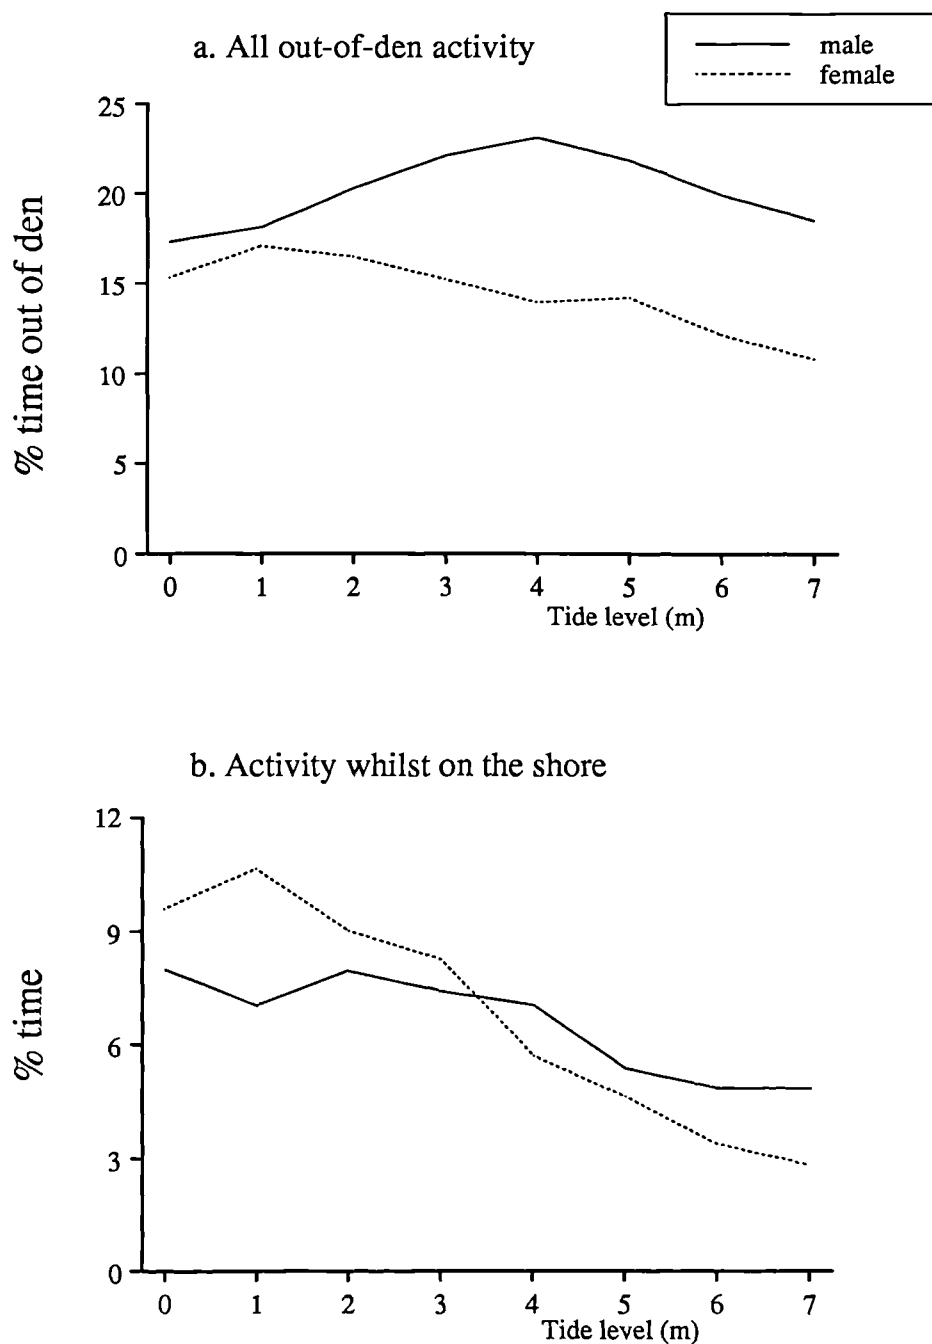 a. All out-of-den activity
male
female
% time out of den
25
20
15
10
5
0
0 1 2 3 4 5 6 7
Tide level (m)
b. Activity whilst on the shore
% time
12
9
6
3
0
0 1 2 3 4 5 6 7
Tide level (m)